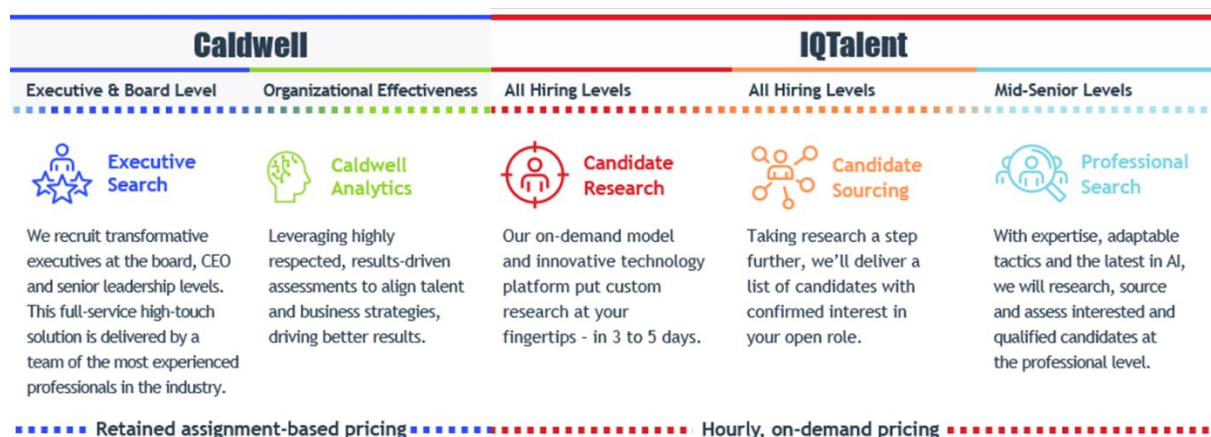 Caldwell
IQTalent
Executive & Board Level
Organizational Effectiveness
All Hiring Levels
All Hiring Levels
Mid-Senior Levels
Executive
Search
We recruit transformative
executives at the board, CEO
and senior leadership levels.
This full-service high-touch
solution is delivered by a
team of the most experienced
professionals in the industry.
Caldwell
Analytics
Leveraging highly
respected, results-driven
assessments to align talent
and business strategies,
driving better results.
Candidate
Research
Our on-demand model
and innovative technology
platform put custom
research at your
fingertips - in 3 to 5 days.
Candidate
Sourcing
Taking research a step
further, we’ll deliver a
list of candidates with
confirmed interest in
your open role.
Professional
Search
With expertise, adaptable
tactics and the latest in AI,
we will research, source
and assess interested and
qualified candidates at
the professional level.
Retained assignment-based pricing
Hourly, on-demand pricing